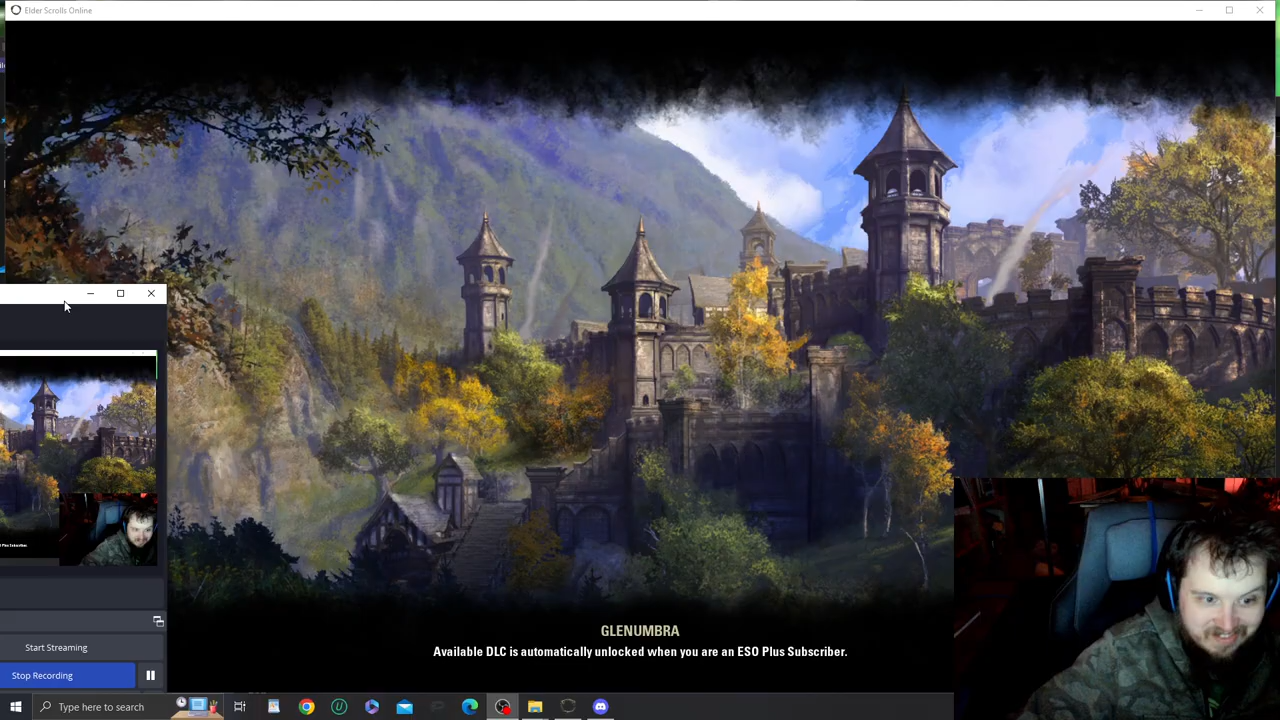 Elder Scrolls Online
Start Streaming
Stop Recording
GLENUMBRA
Available DLC is automatically unlocked when you are an ESO Plus Subscriber.
Type here to search